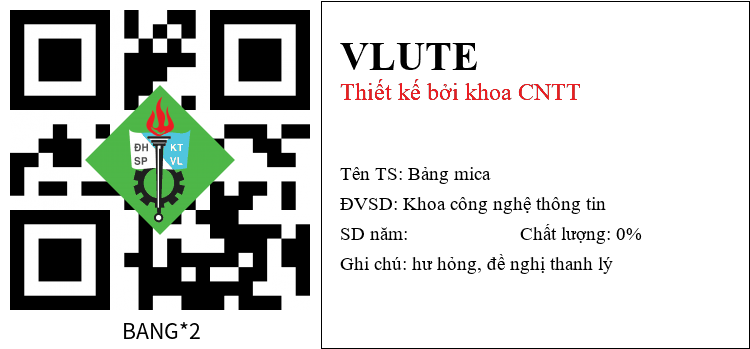 ĐH KT
SP VL
BANG*2
VLUTE
Thiết kế bởi khoa CNTT
Tên TS: Bảng mica
ĐVSD: Khoa công nghệ thông tin
SD năm: Chất lượng: 0%
Ghi chú: hư hỏng, đề nghị thanh lý